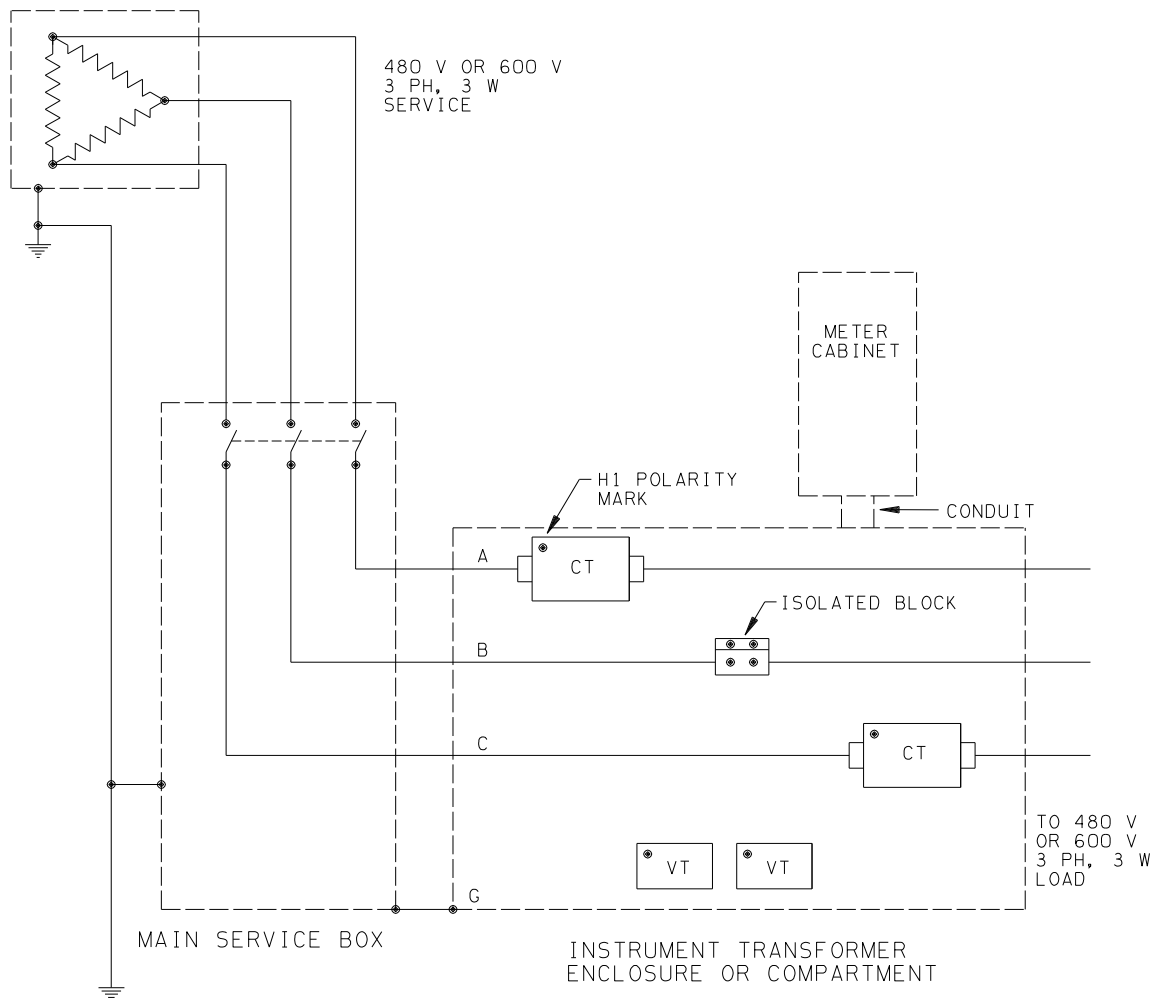 480 V OR 600 V
3 PH, 3 W
SERVICE
METER
CABINET
H1 POLARITY
MARK
CONDUIT
A
CT
ISOLATED BLOCK
B
C
CT
TO 480 V
OR 600 V
3 PH, 3 W
LOAD
VT
VT
G
MAIN SERVICE BOX
INSTRUMENT TRANSFORMER
ENCLOSURE OR COMPARTMENT